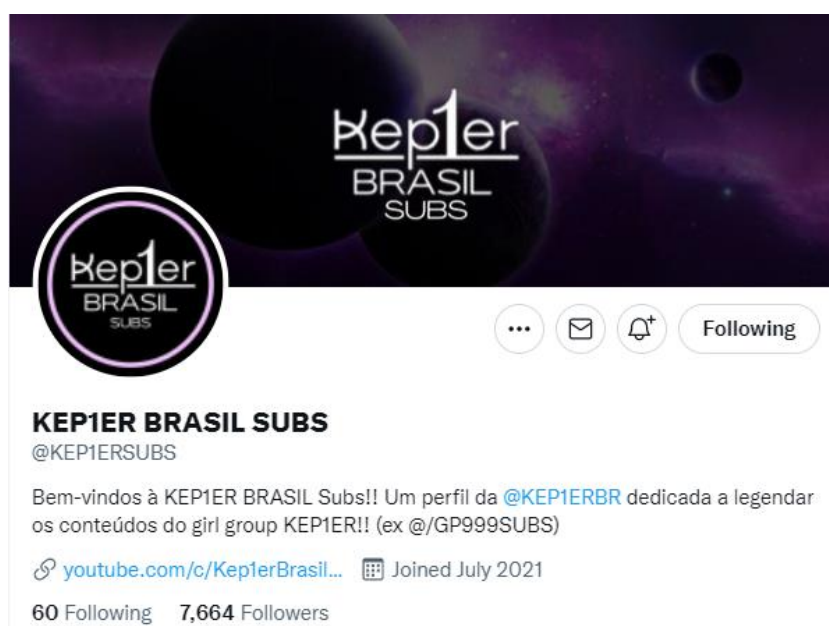 Kep1er
BRASIL
SUBS
Kep1er
BRASIL
SUBS
Following
KEP1ER BRASIL SUBS
@KEP1ERSUBS
Bem-vindos à KEP1ER BRASIL Subs!! Um perfil da @KEP1ERBR dedicada a legendar
os conteúdos do girl group KEP1ER!! (ex @/GP999SUBS)
youtube.com/c/Kep1erBrasil... Joined July 2021
60 Following 7,664 Followers